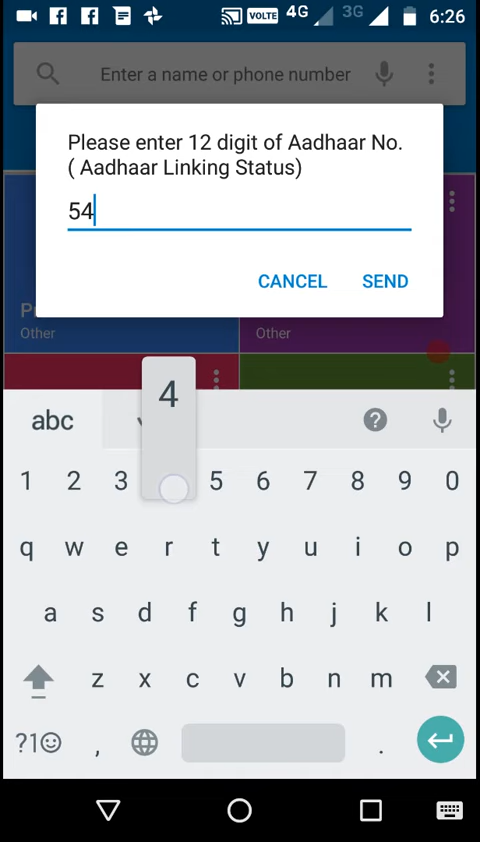 VOLTE 4G 3G 6:26
Enter a name or phone number
Please enter 12 digit of Aadhaar No.
( Aadhaar Linking Status)
54
CANCEL SEND
Other Other
4
abc
1 2 3 5 6 7 8 9 0
q w e r t y u i o p
a s d f g h j k l
z x c v b n m
?1☺ , .